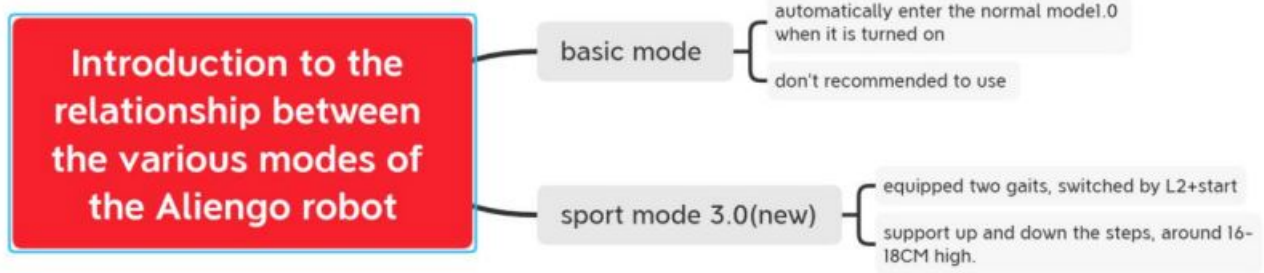 Introduction to the
relationship between
the various modes of
the Aliengo robot
basic mode
automatically enter the normal mode1.0
when it is turned on
don't recommended to use
sport mode 3.0(new)
equipped two gaits, switched by L2+start
support up and down the steps, around 16-
18CM high.